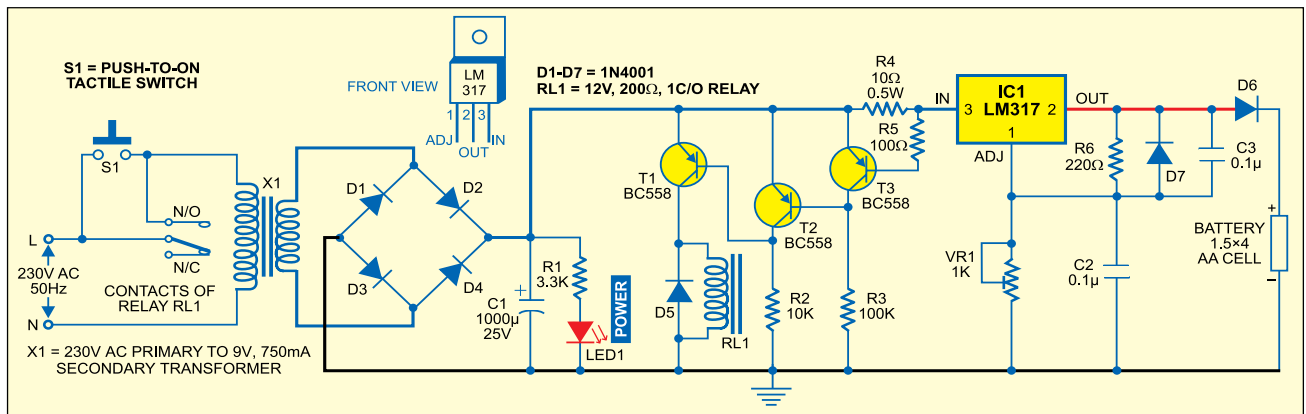 S1 = PUSH-TO-ON
TACTILE SWITCH
FRONT VIEW
LM
317
1 2 3
ADJ
OUT
IN
D1-D7 = 1N4001
RL1 = 12V, 200Ω, 1C/O RELAY
S1
N/O
N/C
L
230V AC
50Hz
N
CONTACTS OF
RELAY RL1
X1
X1 = 230V AC PRIMARY TO 9V, 750mA
SECONDARY TRANSFORMER
D1
D2
D3
D4
+
C1
1000µ
25V
R1
3.3K
POWER
LED1
T1
BC558
D5
RL1
T2
BC558
R2
10K
T3
BC558
R3
100K
R4
10Ω
0.5W
R5
100Ω
IN
3
IC1
LM317
2
1
OUT
ADJ
VR1
1K
C2
0.1µ
R6
220Ω
D7
C3
0.1µ
D6
+
BATTERY
1.5×4
AA CELL
–